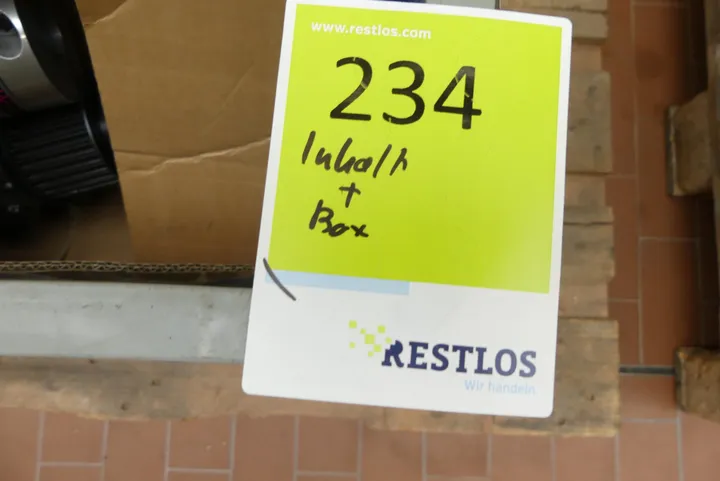 www.restlos.com
234
Inhalt
+
Box
RESTLOS
Wir handeln